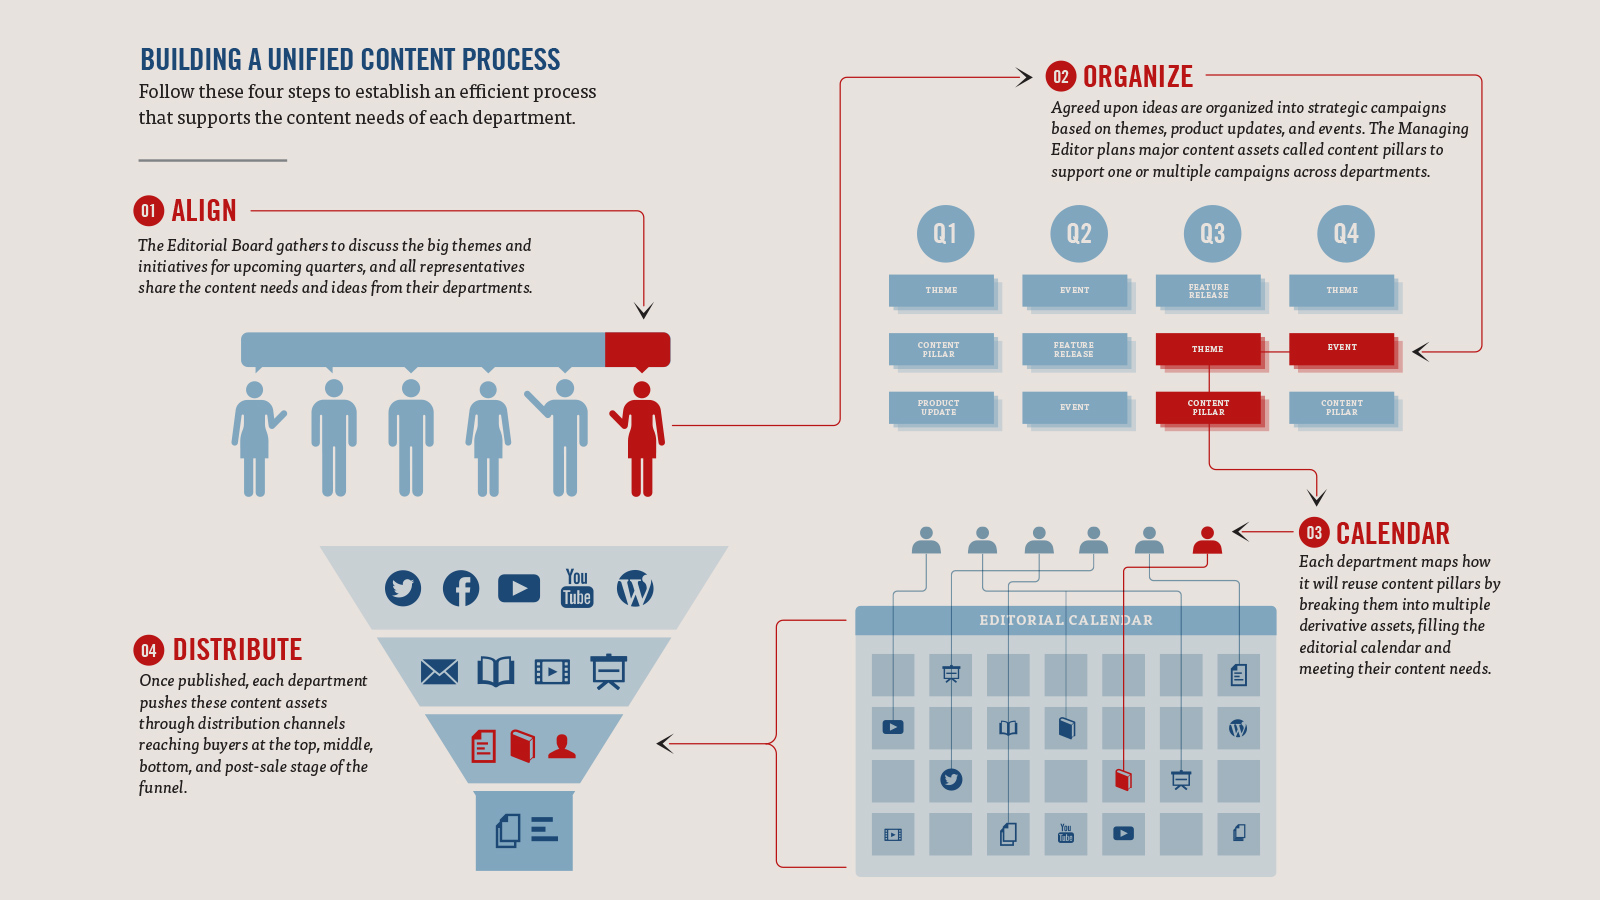 BUILDING A UNIFIED CONTENT PROCESS
Follow these four steps to establish an efficient process
that supports the content needs of each department.
01 ALIGN
The Editorial Board gathers to discuss the big themes and
initiatives for upcoming quarters, and all representatives
share the content needs and ideas from their departments.
02 ORGANIZE
Agreed upon ideas are organized into strategic campaigns
based on themes, product updates, and events. The Managing
Editor plans major content assets called content pillars to
support one or multiple campaigns across departments.
Q1 Q2 Q3 Q4
THEME
EVENT
FEATURE
RELEASE
THEME
CONTENT
PILLAR
FEATURE
RELEASE
THEME
EVENT
PRODUCT
UPDATE
EVENT
CONTENT
PILLAR
CONTENT
PILLAR
03 CALENDAR
Each department maps how
it will reuse content pillars by
breaking them into multiple
derivative assets, filling the
editorial calendar and
meeting their content needs.
EDITORIAL CALENDAR
You
Tube
04 DISTRIBUTE
Once published, each department
pushes these content assets
through distribution channels
reaching buyers at the top, middle,
bottom, and post-sale stage of the
funnel.
You
Tube